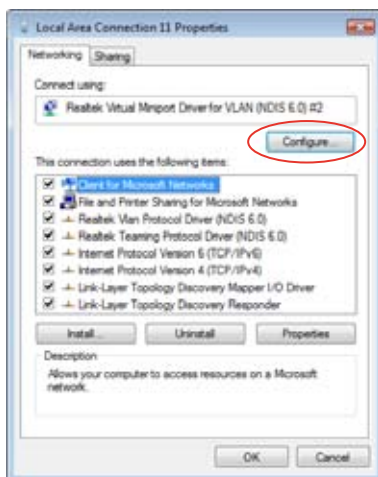 Local Area Connection 11 Properties
Networking
Sharing
Connect using:
Realtek Virtual Miniport Driver for VLAN (NDIS 6.0) #2
Configure...
This connection uses the following items:
Client for Microsoft Networks
File and Printer Sharing for Microsoft Networks
Realtek Vlan Protocol Driver (NDIS 6.0)
Realtek Teaming Protocol Driver (NDIS 6.0)
Internet Protocol Version 6 (TCP/IPv6)
Internet Protocol Version 4 (TCP/IPv4)
Link-Layer Topology Discovery Mapper I/O Driver
Link-Layer Topology Discovery Responder
Install...
Uninstall
Properties
Description
Allows your computer to access resources on a Microsoft
network.
OK
Cancel